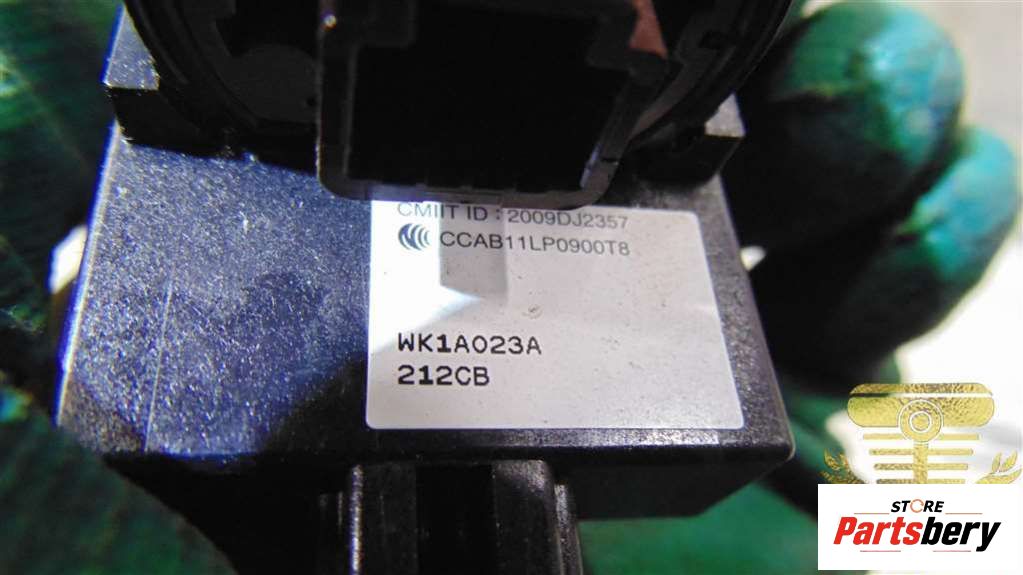 CMIIT ID : 2009DJ2357
CCAB11LP0900T8
WK1A023A
212CB
STORE
Partsbery